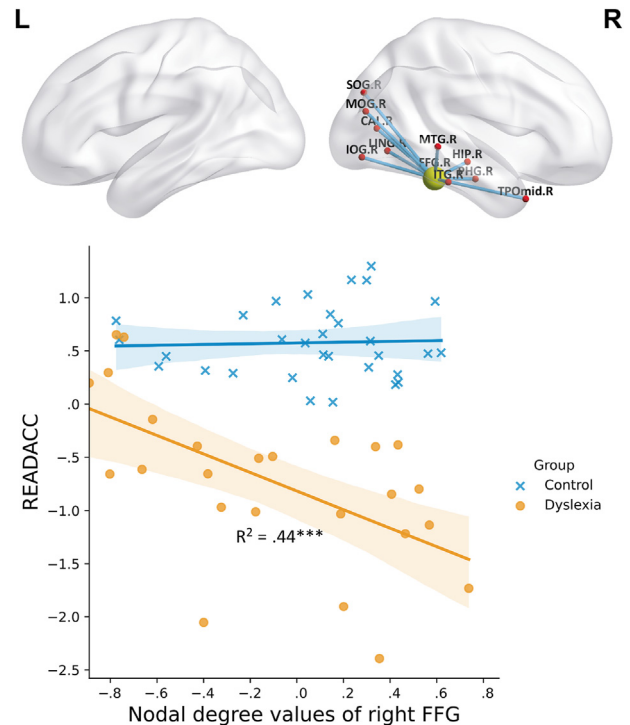 L
R
SOG.R
MOG.R
CAL.R
LING.R
IOG.R
MTG.R
FFG.R
HIP.R
ITG.R
PHG.R
TPOmid.R
1.0
.5
.0
−.5
−1.0
−1.5
−2.0
−2.5
READACC
R² = .44***
Group
Control
Dyslexia
−.8 −.6 −.4 −.2 .0 .2 .4 .6 .8
Nodal degree values of right FFG